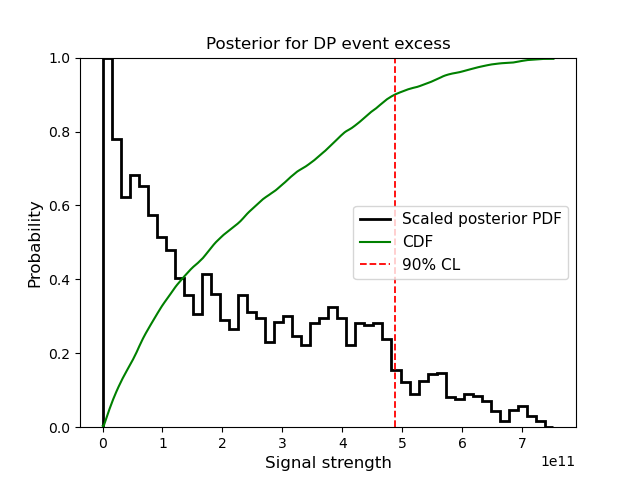 Posterior for DP event excess
1.0
0.8
0.6
0.4
0.2
0.0
Probability
Scaled posterior PDF
CDF
90% CL
0 1 2 3 4 5 6 7
1e11
Signal strength